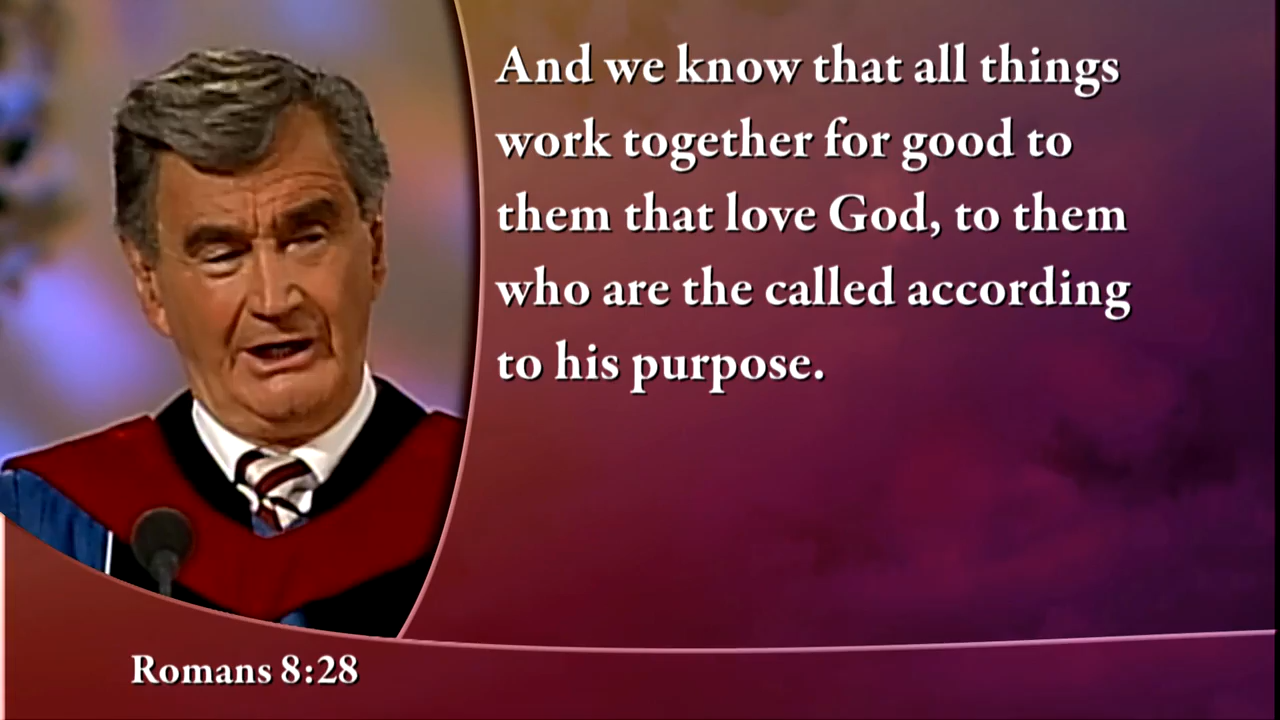 And we know that all things
work together for good to
them that love God, to them
who are the called according
to his purpose.
Romans 8:28